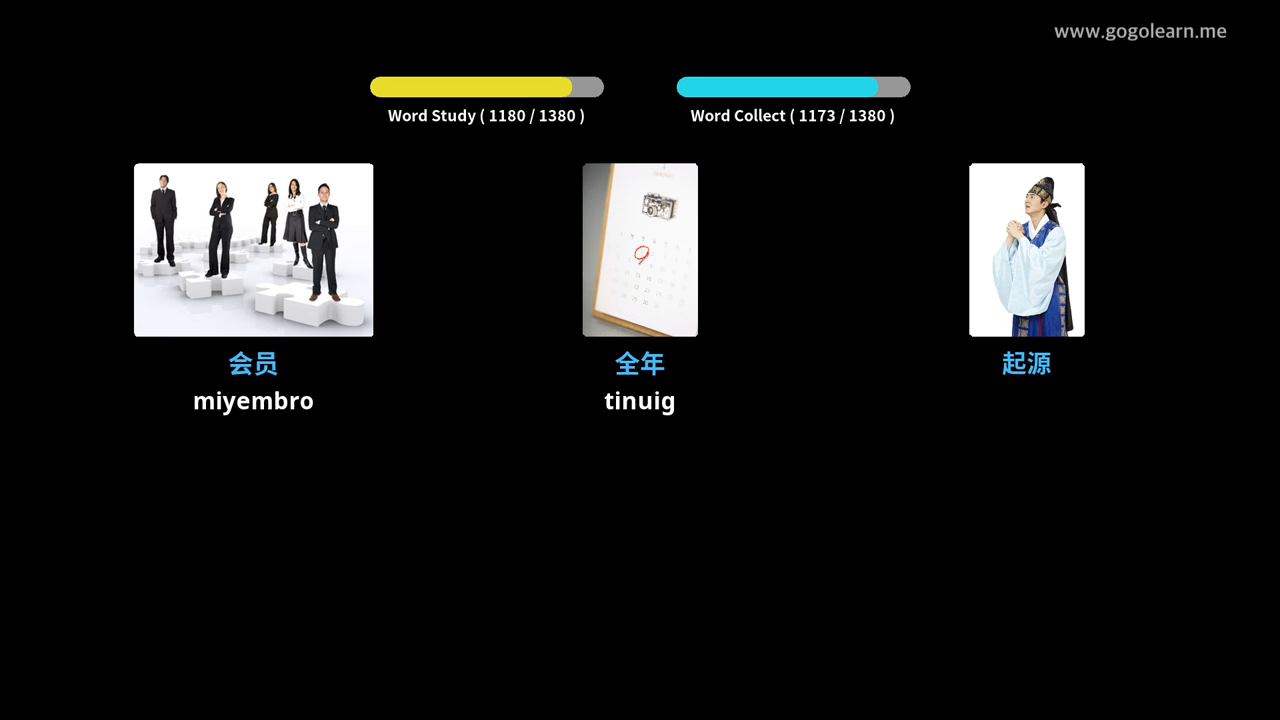 www.gogolearn.me
Word Study ( 1180 / 1380 )
Word Collect ( 1173 / 1380 )
会员
miyembro
全年
tinuig
起源